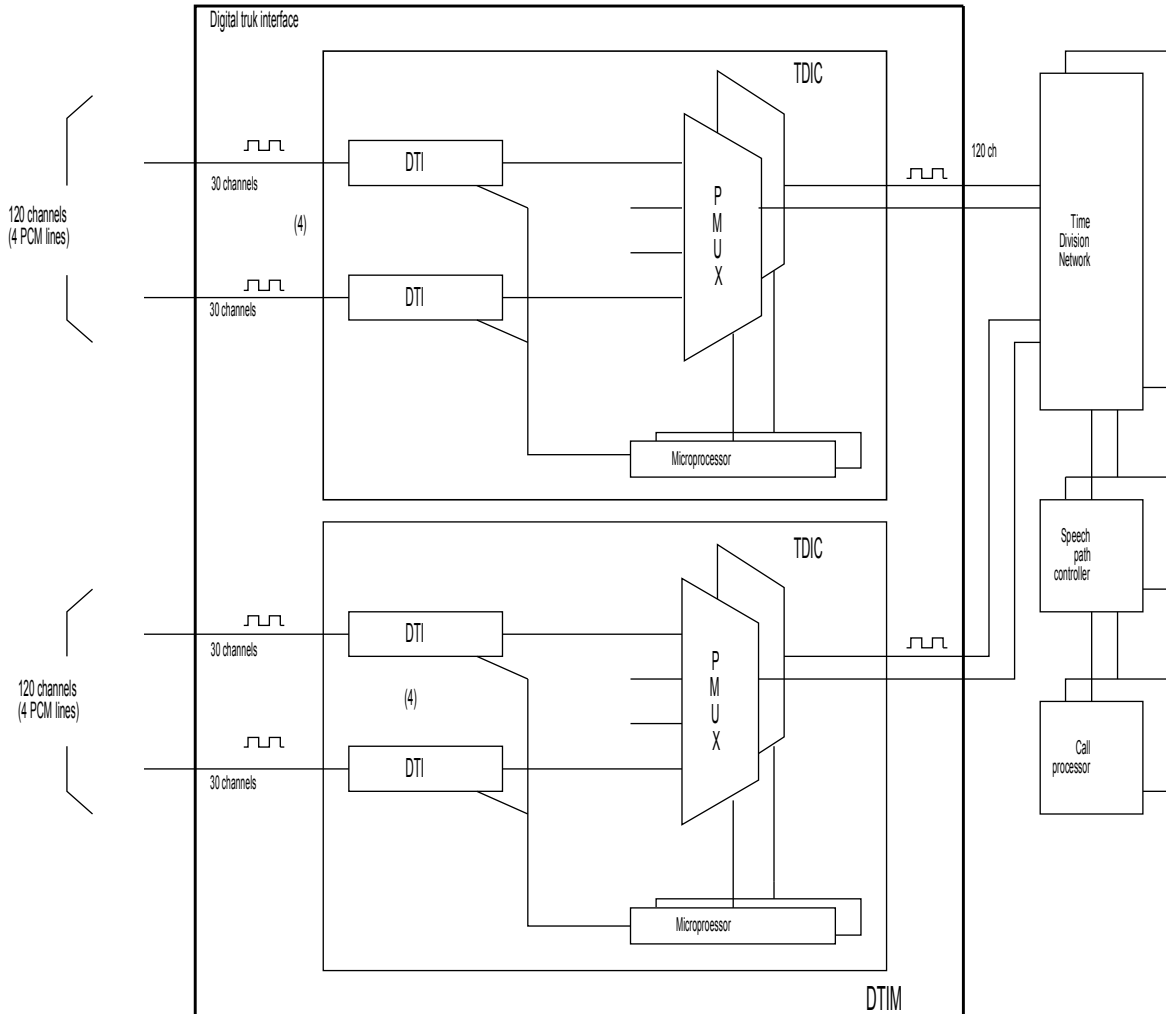 Digital truk interface
TDIC
DTI
30 channels
120 channels
(4 PCM lines)
(4)
DTI
30 channels
P
M
U
X
120 ch
Time
Division
Network
Microprocessor
TDIC
Speech
path
controller
DTI
30 channels
120 channels
(4 PCM lines)
(4)
DTI
30 channels
P
M
U
X
Call
processor
Microproessor
DTIM